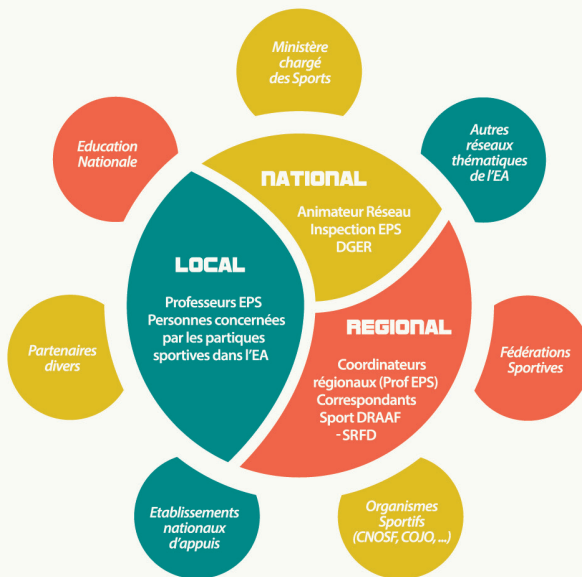 Ministère
chargé
des Sports
Education
Nationale
Autres
réseaux
thématiques
de l'EA
NATIONAL
Animateur Réseau
Inspection EPS
DGER
LOCAL
Professeurs EPS
Personnes concernées
par les partiques
sportives dans l'EA
REGIONAL
Coordinateurs
régionaux (Prof EPS)
Correspondants
Sport DRAAF
- SRFD
Partenaires
divers
Fédérations
Sportives
Etablissements
nationaux
d'appuis
Organismes
Sportifs
(CNOSF, COJO, ...)